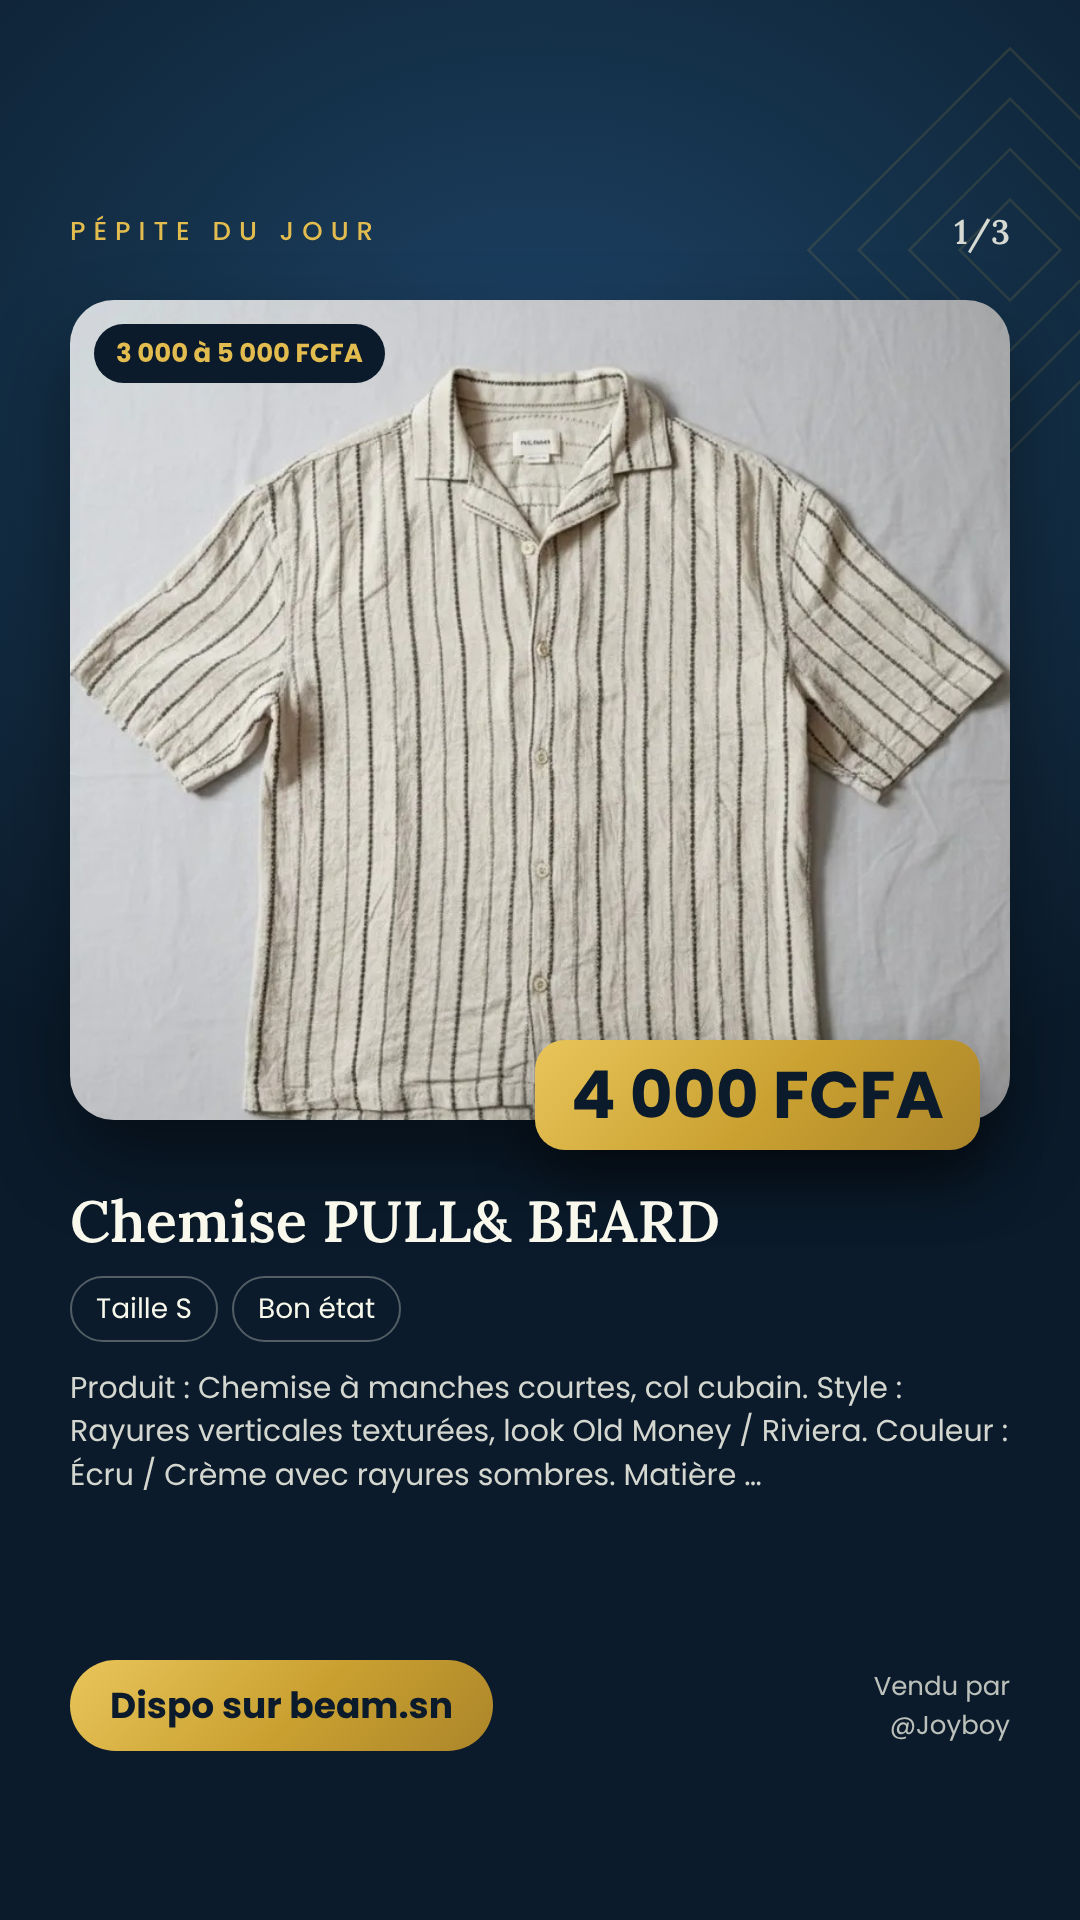 PÉPITE DU JOUR
1/3
3 000 à 5 000 FCFA
4 000 FCFA
Chemise PULL& BEARD
Taille S
Bon état
Produit : Chemise à manches courtes, col cubain. Style :
Rayures verticales texturées, look Old Money / Riviera. Couleur :
Écru / Crème avec rayures sombres. Matière ...
Dispo sur beam.sn
Vendu par
@Joyboy